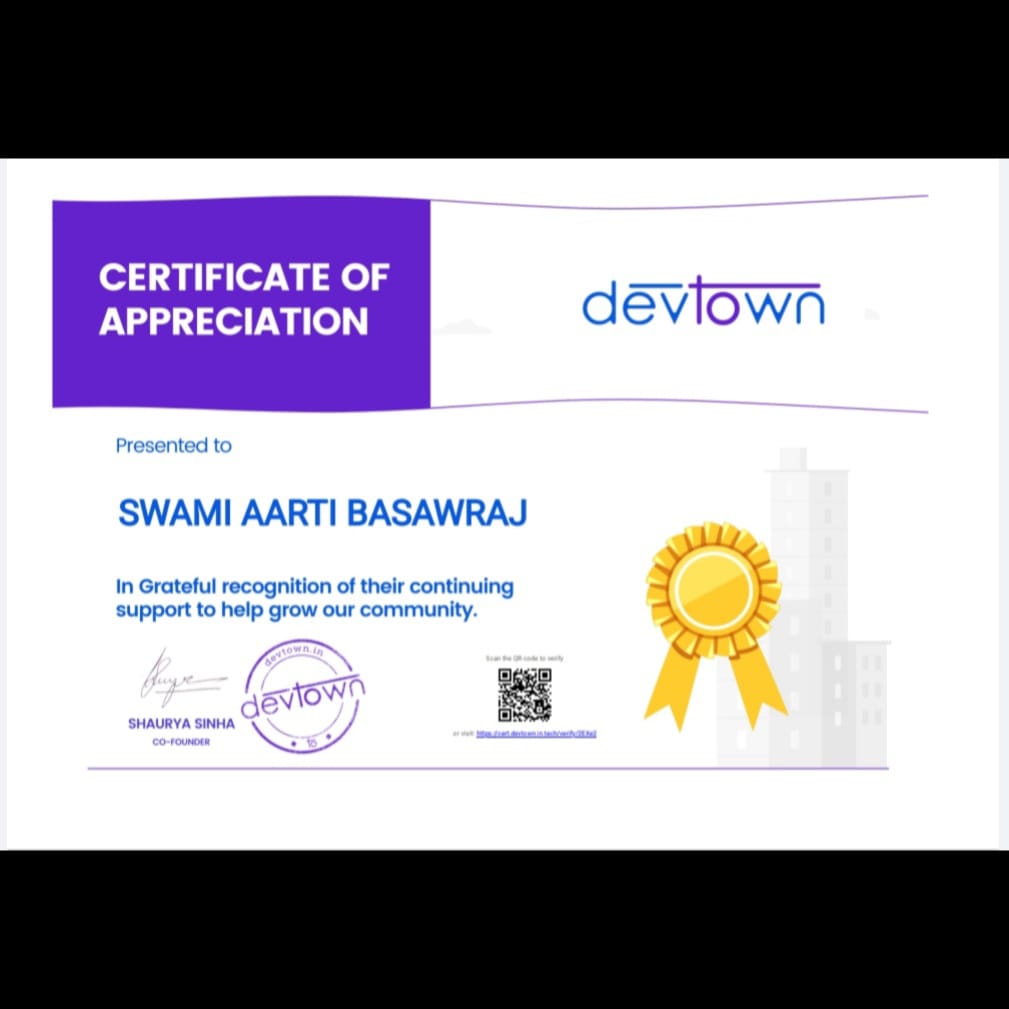 CERTIFICATE OF
APPRECIATION
devtown
Presented to
SWAMI AARTI BASAWRAJ
In Grateful recognition of their continuing
support to help grow our community.
SHAURYA SINHA
CO-FOUNDER
devtown.in
devtown
Scan the QR code to verify
or visit: https://cert.devtown.in.tech/verify/